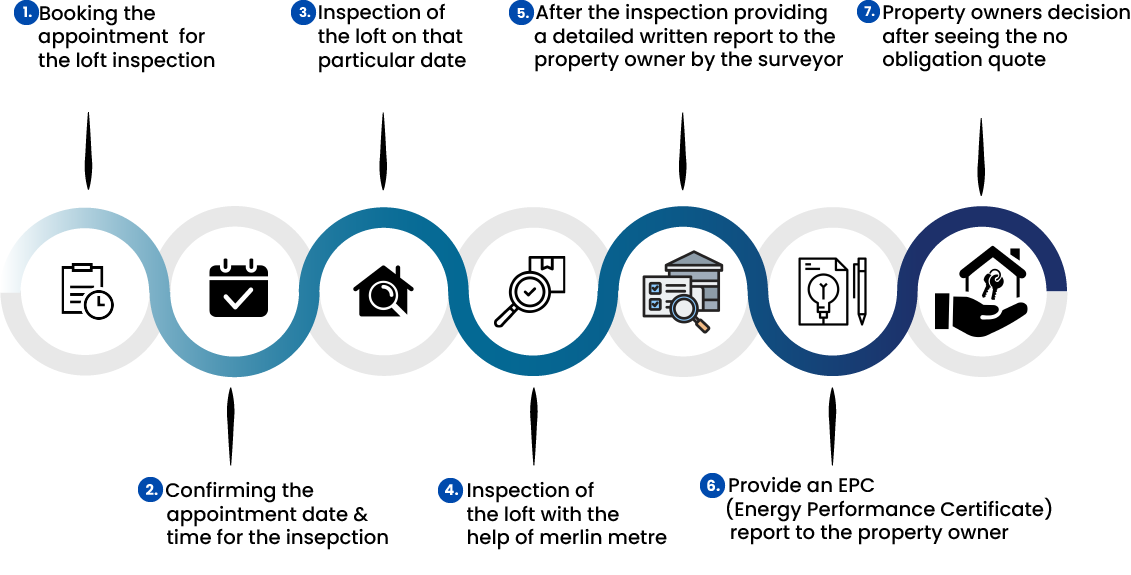 1. Booking the
appointment for
the loft inspection
2. Confirming the
appointment date &
time for the insepction
3. Inspection of
the loft on that
particular date
4. Inspection of
the loft with the
help of merlin metre
5. After the inspection providing
a detailed written report to the
property owner by the surveyor
6. Provide an EPC
(Energy Performance Certificate)
report to the property owner
7. Property owners decision
after seeing the no
obligation quote